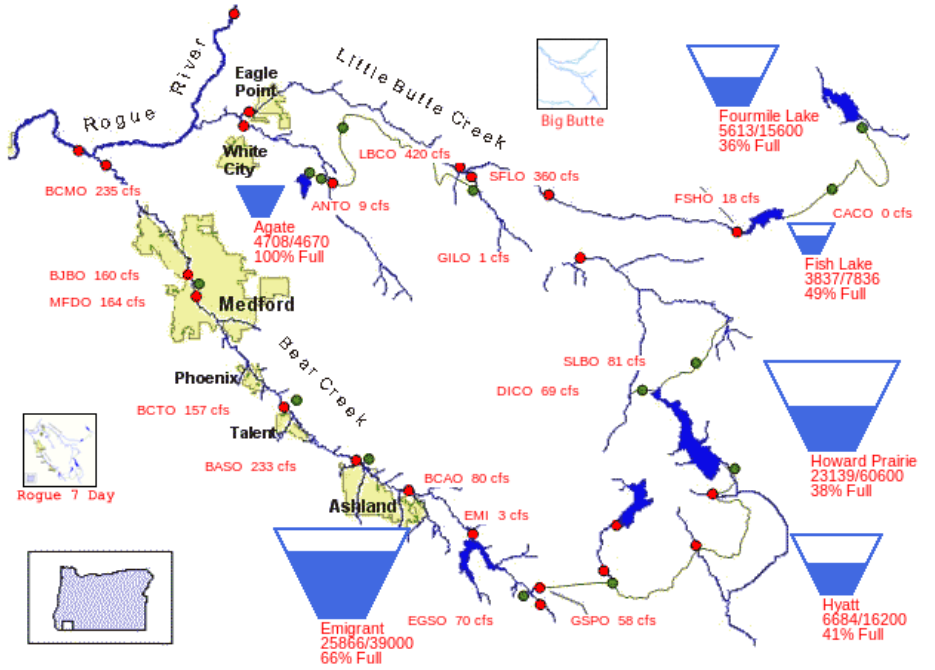 Rogue River
Eagle
Point
Little Butte Creek
Big Butte
Fourmile Lake
5613/15600
36% Full
White
City
LBCO 420 cfs
SFLO 360 cfs
BCMO 235 cfs
ANTO 9 cfs
FSHO 18 cfs
CACO 0 cfs
Agate
4708/4670
100% Full
GILO 1 cfs
Fish Lake
3837/7836
49% Full
BJBO 160 cfs
MFDO 164 cfs
Medford
Bear Creek
SLBO 81 cfs
DICO 69 cfs
Phoenix
BCTO 157 cfs
Talent
Howard Prairie
23139/60600
38% Full
BASO 233 cfs
BCAO 80 cfs
Rogue 7 Day
Ashland
EMI 3 cfs
Emigrant
25866/39000
66% Full
EGSO 70 cfs
GSPO 58 cfs
Hyatt
6684/16200
41% Full